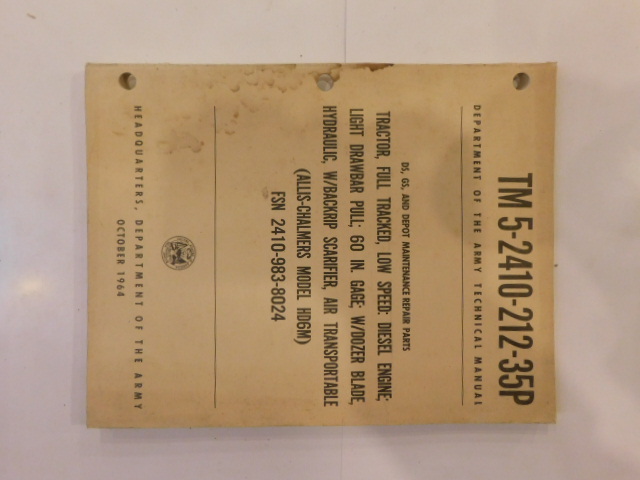 TM 5-2410-212-35P
DEPARTMENT OF THE ARMY TECHNICAL MANUAL
DS, GS, AND DEPOT MAINTENANCE REPAIR PARTS
TRACTOR, FULL TRACKED, LOW SPEED: DIESEL ENGINE;
LIGHT DRAWBAR PULL; 60 IN. GAGE; W/DOZER BLADE,
HYDRAULIC, W/BACKRIP SCARIFIER, AIR TRANSPORTABLE
(ALLIS-CHALMERS MODEL HD6M)
FSN 2410-983-8024
HEADQUARTERS, DEPARTMENT OF THE ARMY
OCTOBER 1964